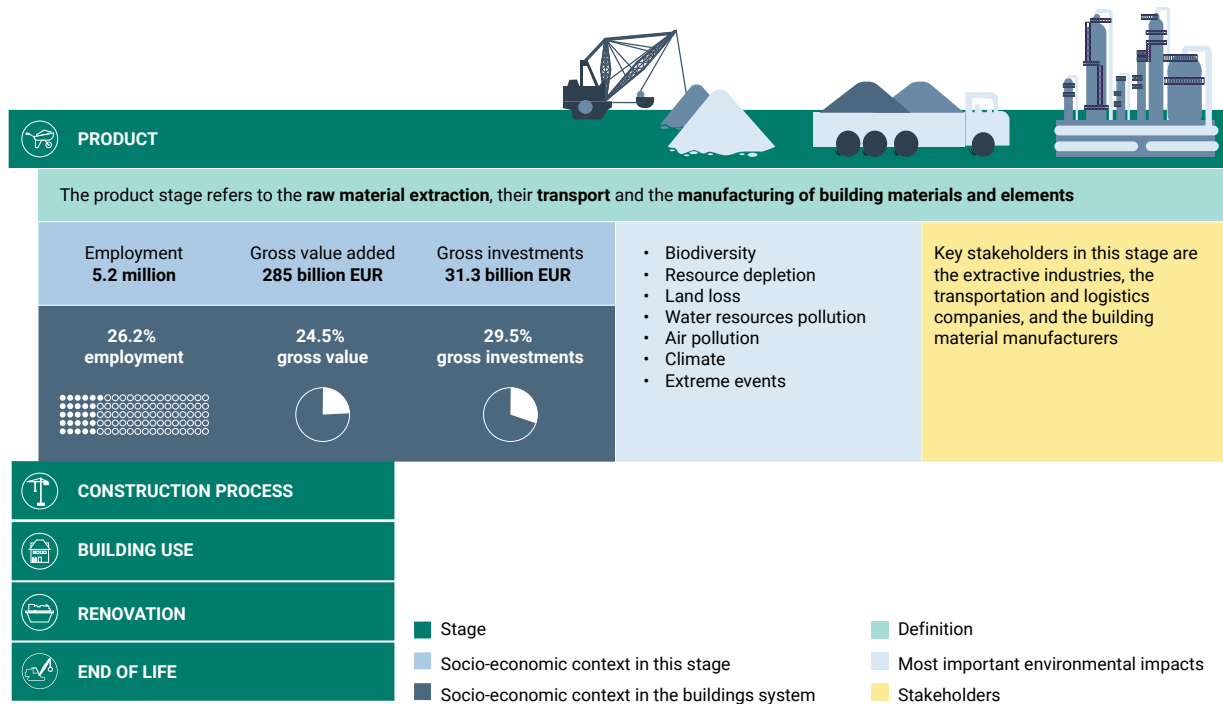 PRODUCT
The product stage refers to the raw material extraction, their transport and the manufacturing of building materials and elements
Employment
5.2 million
Gross value added
285 billion EUR
Gross investments
31.3 billion EUR
26.2%
employment
24.5%
gross value
29.5%
gross investments
• Biodiversity
• Resource depletion
• Land loss
• Water resources pollution
• Air pollution
• Climate
• Extreme events
Key stakeholders in this stage are
the extractive industries, the
transportation and logistics
companies, and the building
material manufacturers
CONSTRUCTION PROCESS
BUILDING USE
RENOVATION
END OF LIFE
Stage
Socio-economic context in this stage
Socio-economic context in the buildings system
Definition
Most important environmental impacts
Stakeholders